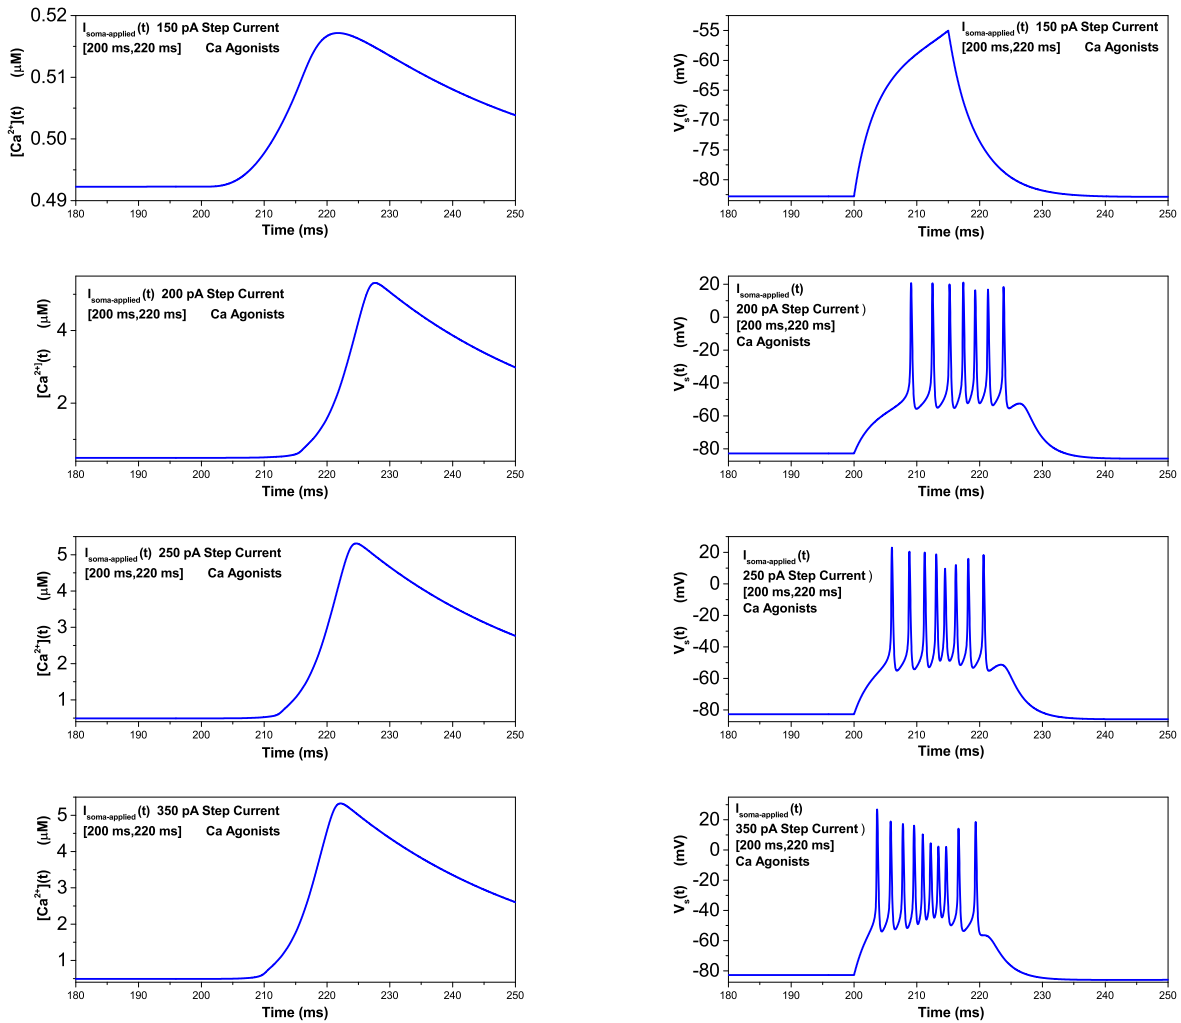 I soma-applied (t) 150 pA Step Current
[200 ms,220 ms] Ca Agonists
[Ca2+](t) (μM)
0.52
0.51
0.50
0.49
180 190 200 210 220 230 240 250
Time (ms)
I soma-applied (t) 150 pA Step Current
[200 ms,220 ms] Ca Agonists
Vs(t) (mV)
-55
-60
-65
-70
-75
-80
180 190 200 210 220 230 240 250
Time (ms)
I soma-applied (t) 200 pA Step Current
[200 ms,220 ms] Ca Agonists
[Ca2+](t) (μM)
4
2
180 190 200 210 220 230 240 250
Time (ms)
I soma-applied (t)
200 pA Step Current )
[200 ms,220 ms]
Ca Agonists
Vs(t) (mV)
20
0
-20
-40
-60
-80
180 190 200 210 220 230 240 250
Time (ms)
I soma-applied (t) 250 pA Step Current
[200 ms,220 ms] Ca Agonists
[Ca2+](t) (μM)
5
4
3
2
1
180 190 200 210 220 230 240 250
Time (ms)
I soma-applied (t)
250 pA Step Current )
[200 ms,220 ms]
Ca Agonists
Vs(t) (mV)
20
0
-20
-40
-60
-80
180 190 200 210 220 230 240 250
Time (ms)
I soma-applied (t) 350 pA Step Current
[200 ms,220 ms] Ca Agonists
[Ca2+](t) (μM)
5
4
3
2
1
180 190 200 210 220 230 240 250
Time (ms)
I soma-applied (t)
350 pA Step Current )
[200 ms,220 ms]
Ca Agonists
Vs(t) (mV)
20
0
-20
-40
-60
-80
180 190 200 210 220 230 240 250
Time (ms)